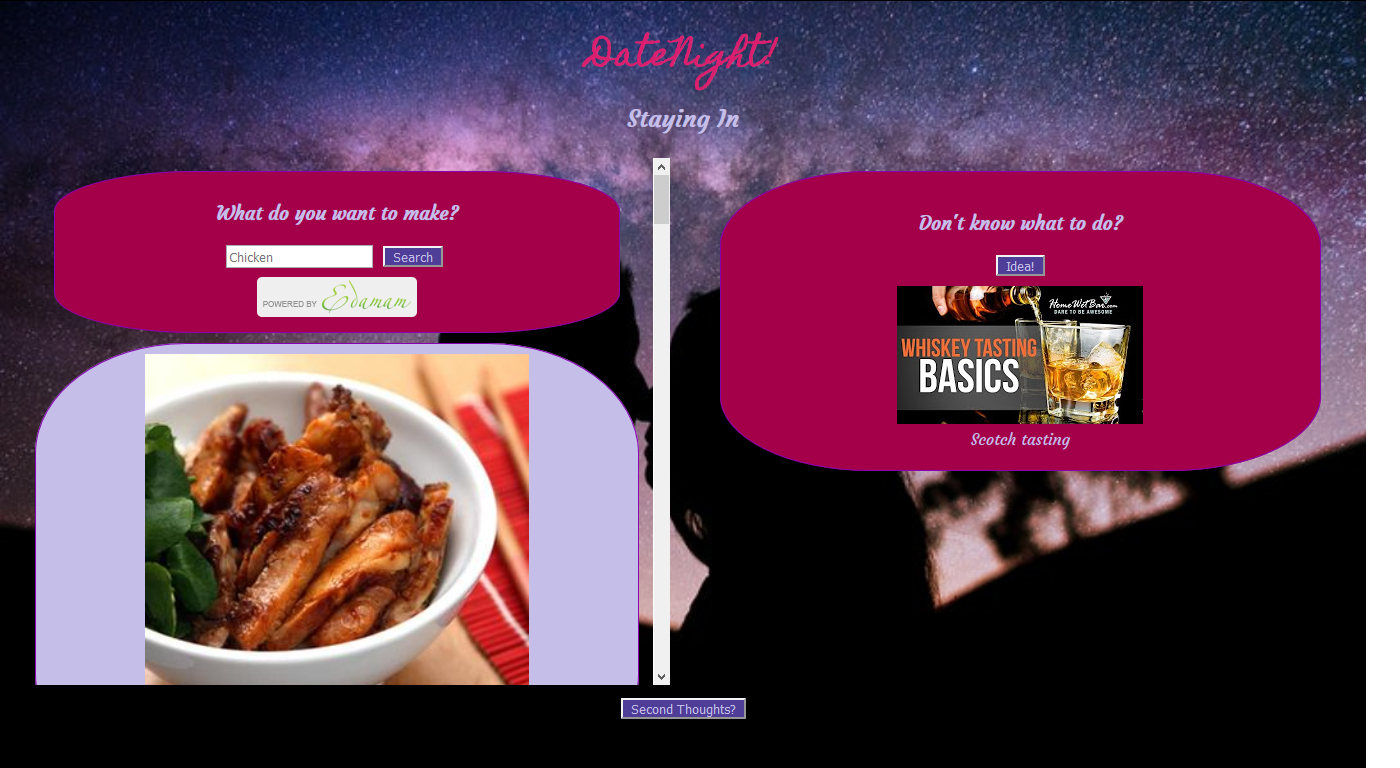 DateNight!
Staying In
What do you want to make?
Chicken
Search
POWERED BY Edamam
Don't know what to do?
Idea!
HomeWetBar.com
DARE TO BE AWESOME
WHISKEY TASTING
BASICS
Scotch tasting
Second Thoughts?